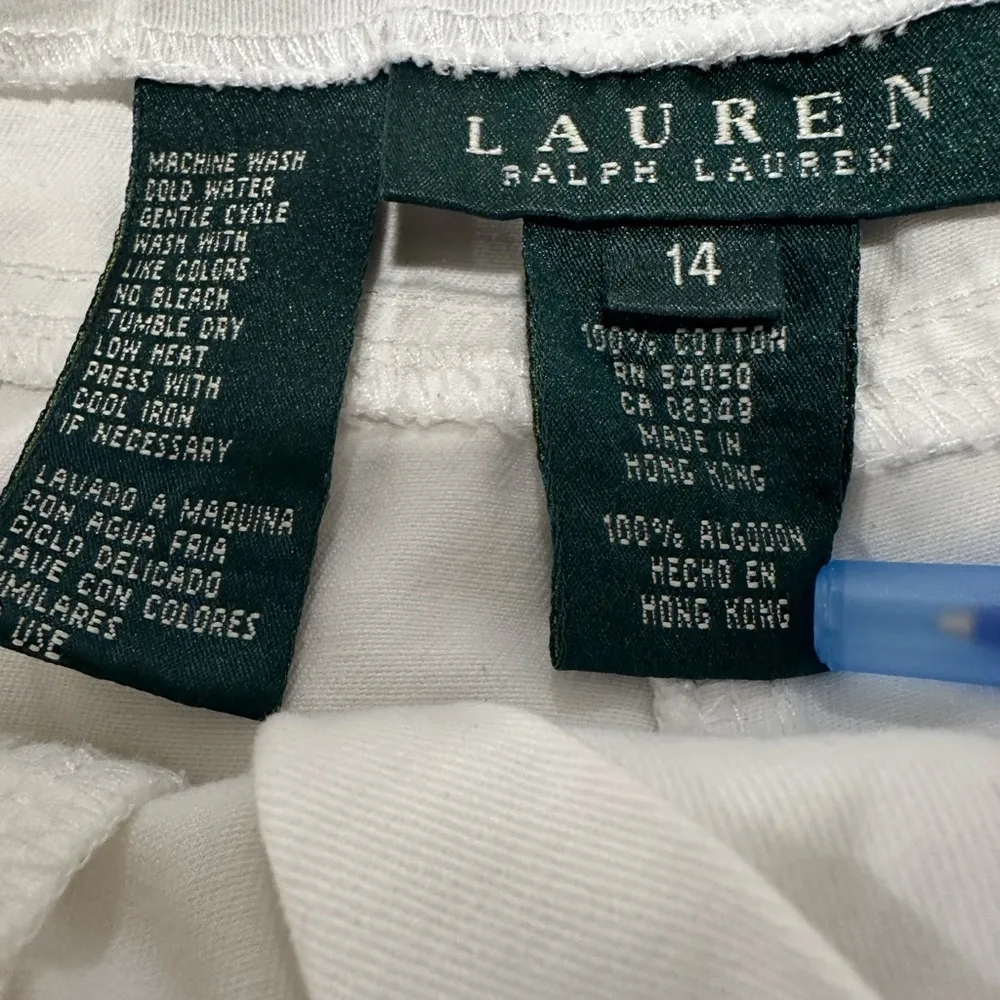 LAUREN
RALPH LAUREN
14
100% COTTON
RN 54050
CA 08349
MADE IN
HONG KONG
100% ALGODON
HECHO EN
HONG KONG
MACHINE WASH
COLD WATER
GENTLE CYCLE
WASH WITH
LIKE COLORS
NO BLEACH
TUMBLE DRY
LOW HEAT
PRESS WITH
COOL IRON
IF NECESSARY
LAVADO A MAQUINA
CON AGUA FRIA
CICLO DELICADO
LAVE CON COLORES
SIMILARES
USE